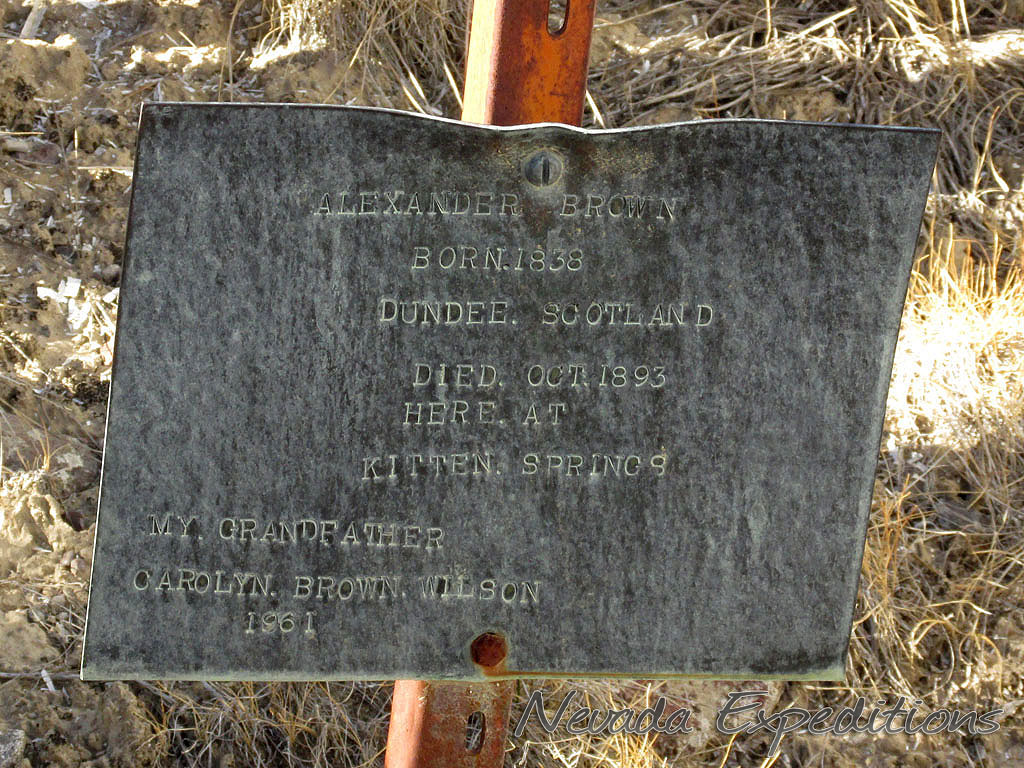 ALEXANDER BROWN
BORN.1838
DUNDEE. SCOTLAND
DIED. OCT.1893
HERE. AT
KITTEN. SPRINGS
MY. GRANDFATHER
CAROLYN. BROWN. WILSON
1961
Nevada Expeditions